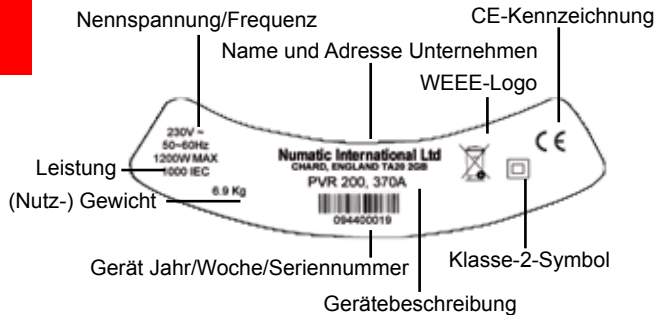 Nennspannung/Frequenz
CE-Kennzeichnung
Name und Adresse Unternehmen
WEEE-Logo
230V ~
50~60Hz
1200W MAX
1000 IEC
6.9 Kg
Numatic International Ltd
CHARD, ENGLAND TA20 2GB
PVR 200, 370A
094400019
CE
Leistung
(Nutz-) Gewicht
Gerät Jahr/Woche/Seriennummer
Klasse-2-Symbol
Gerätebeschreibung